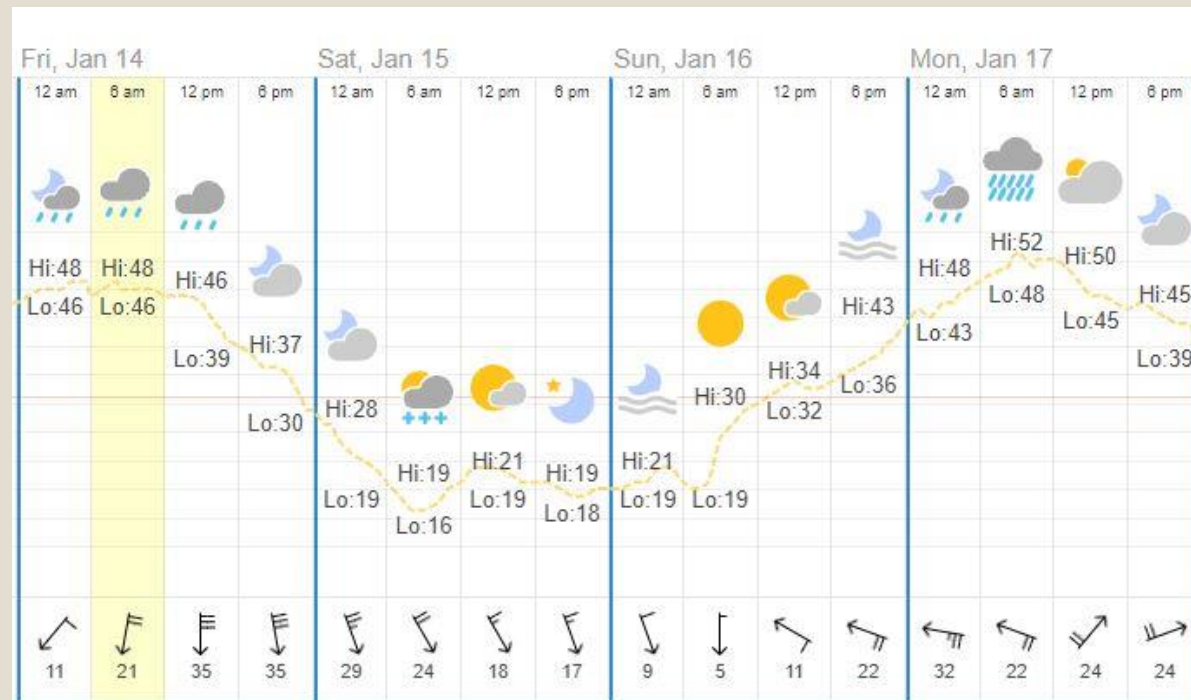 Fri, Jan 14 Sat, Jan 15 Sun, Jan 16 Mon, Jan 17
12 am 6 am 12 pm 6 pm 12 am 6 am 12 pm 6 pm 12 am 6 am 12 pm 6 pm 12 am 6 am 12 pm 6 pm
Hi:48 Hi:48 Hi:46 Hi:37 Hi:28 Hi:19 Hi:21 Hi:19 Hi:21 Hi:30 Hi:34 Hi:43 Hi:48 Hi:52 Hi:50 Hi:45
Lo:46 Lo:46 Lo:39 Lo:30 Lo:19 Lo:16 Lo:19 Lo:18 Lo:19 Lo:19 Lo:32 Lo:36 Lo:43 Lo:48 Lo:45 Lo:39
11 21 35 35 29 24 18 17 9 5 11 22 32 22 24 24